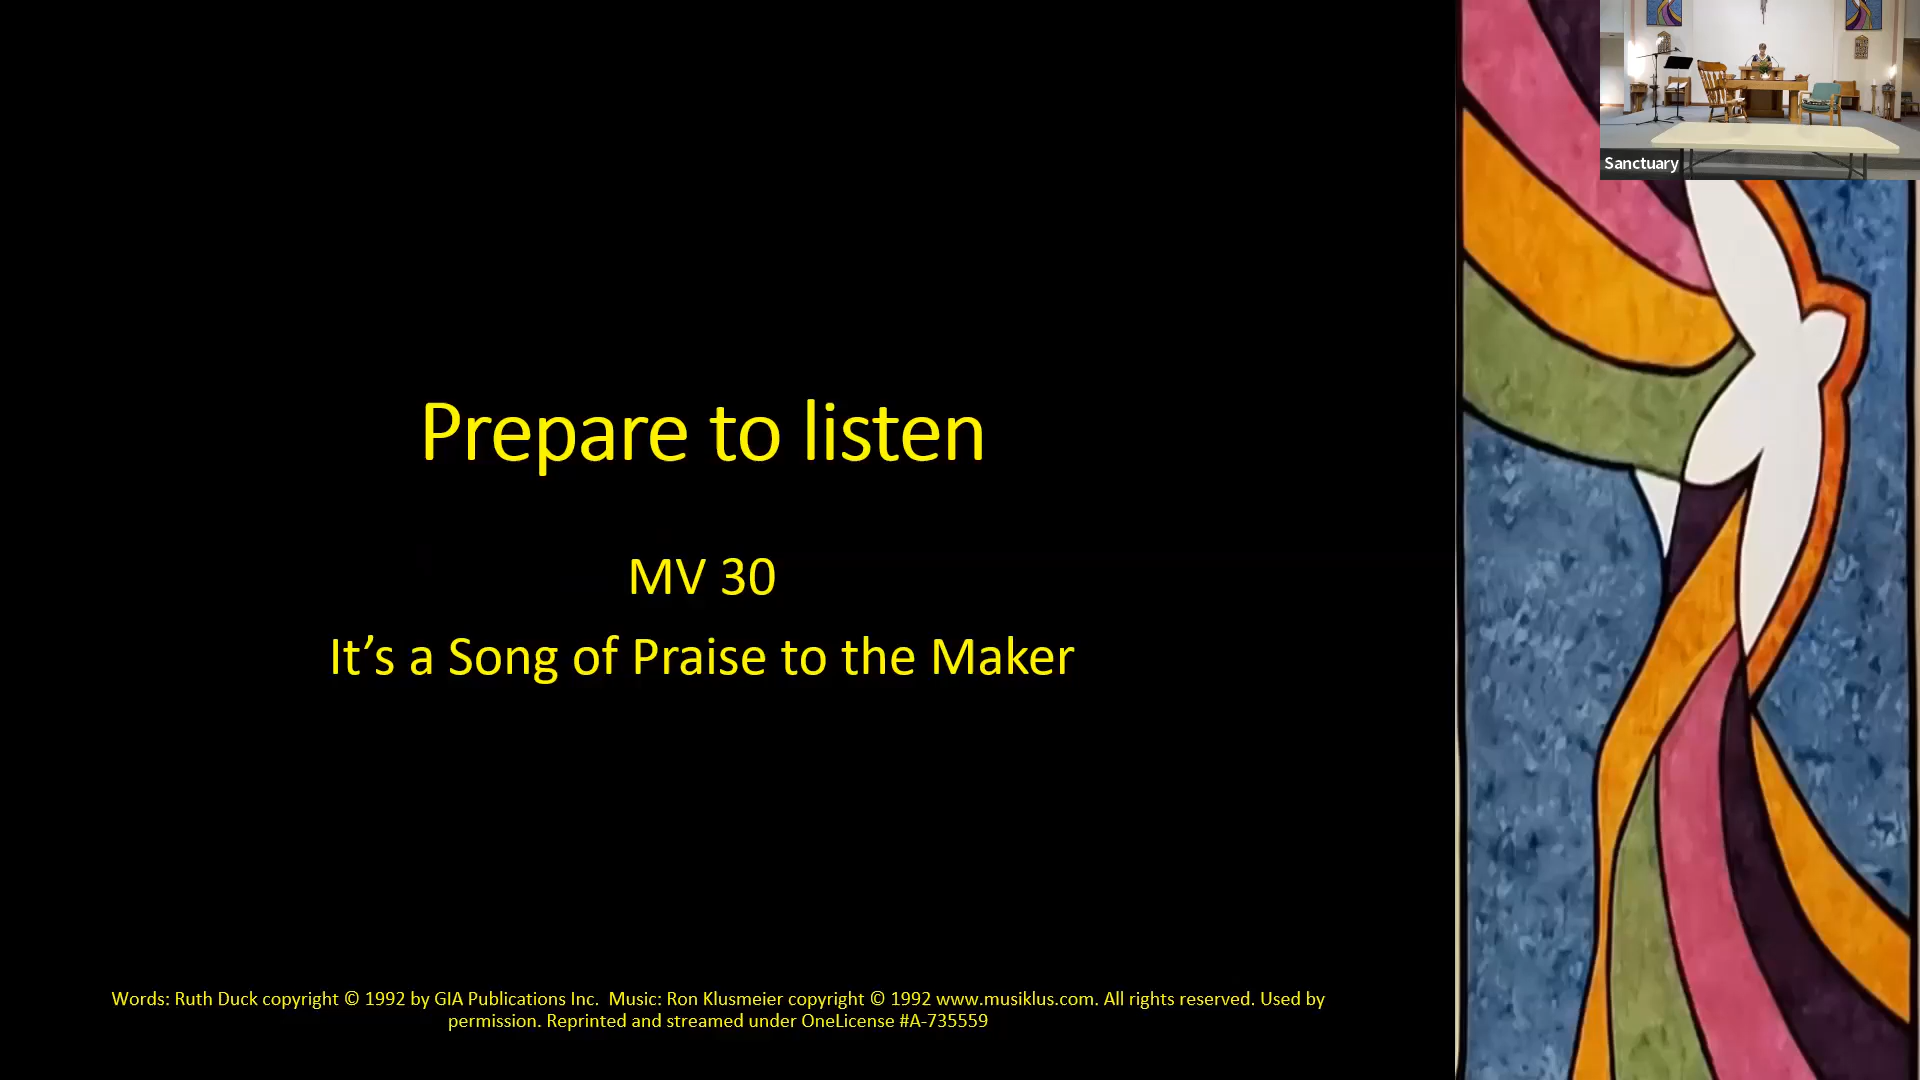 Sanctuary
Prepare to listen
MV 30
It’s a Song of Praise to the Maker
Words: Ruth Duck copyright © 1992 by GIA Publications Inc.  Music: Ron Klusmeier copyright © 1992 www.musiklus.com. All rights reserved. Used by
permission. Reprinted and streamed under OneLicense #A-735559